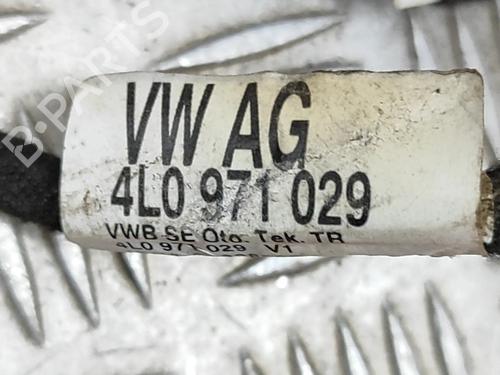 VW AG
4L0 971 029
VWB SE Oto. Tek. TR
4L0 971 029 V1
B-PARTS